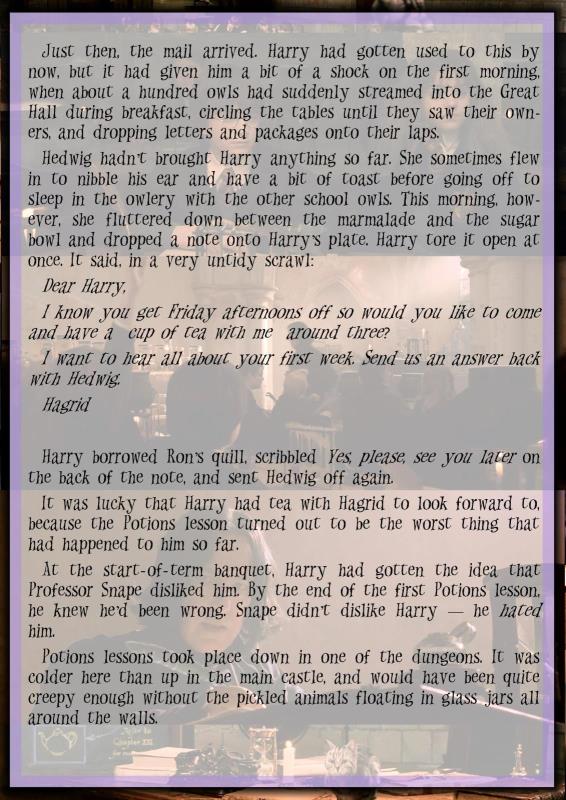 Just then, the mail arrived. Harry had gotten used to this by
now, but it had given him a bit of a shock on the first morning,
when about a hundred owls had suddenly streamed into the Great
Hall during breakfast, circling the tables until they saw their own-
ers, and dropping letters and packages onto their laps.
Hedwig hadn't brought Harry anything so far. She sometimes flew
in to nibble his ear and have a bit of toast before going off to
sleep in the owlery with the other school owls. This morning, how-
ever, she fluttered down between the marmalade and the sugar
bowl and dropped a note onto Harry's plate. Harry tore it open at
once. It said, in a very untidy scrawl:
Dear Harry,
I know you get Friday afternoons off so would you like to come
and have a cup of tea with me around three?
I want to hear all about your first week. Send us an answer back
with Hedwig.
Hagrid
Harry borrowed Ron's quill, scribbled Yes, please, see you later on
the back of the note, and sent Hedwig off again.
It was lucky that Harry had tea with Hagrid to look forward to,
because the Potions lesson turned out to be the worst thing that
had happened to him so far.
At the start-of-term banquet, Harry had gotten the idea that
Professor Snape disliked him. By the end of the first Potions lesson,
he knew he'd been wrong. Snape didn't dislike Harry — he hated
him.
Potions lessons took place down in one of the dungeons. It was
colder here than up in the main castle, and would have been quite
creepy enough without the pickled animals floating in glass jars all
around the walls.
Chapter XXI